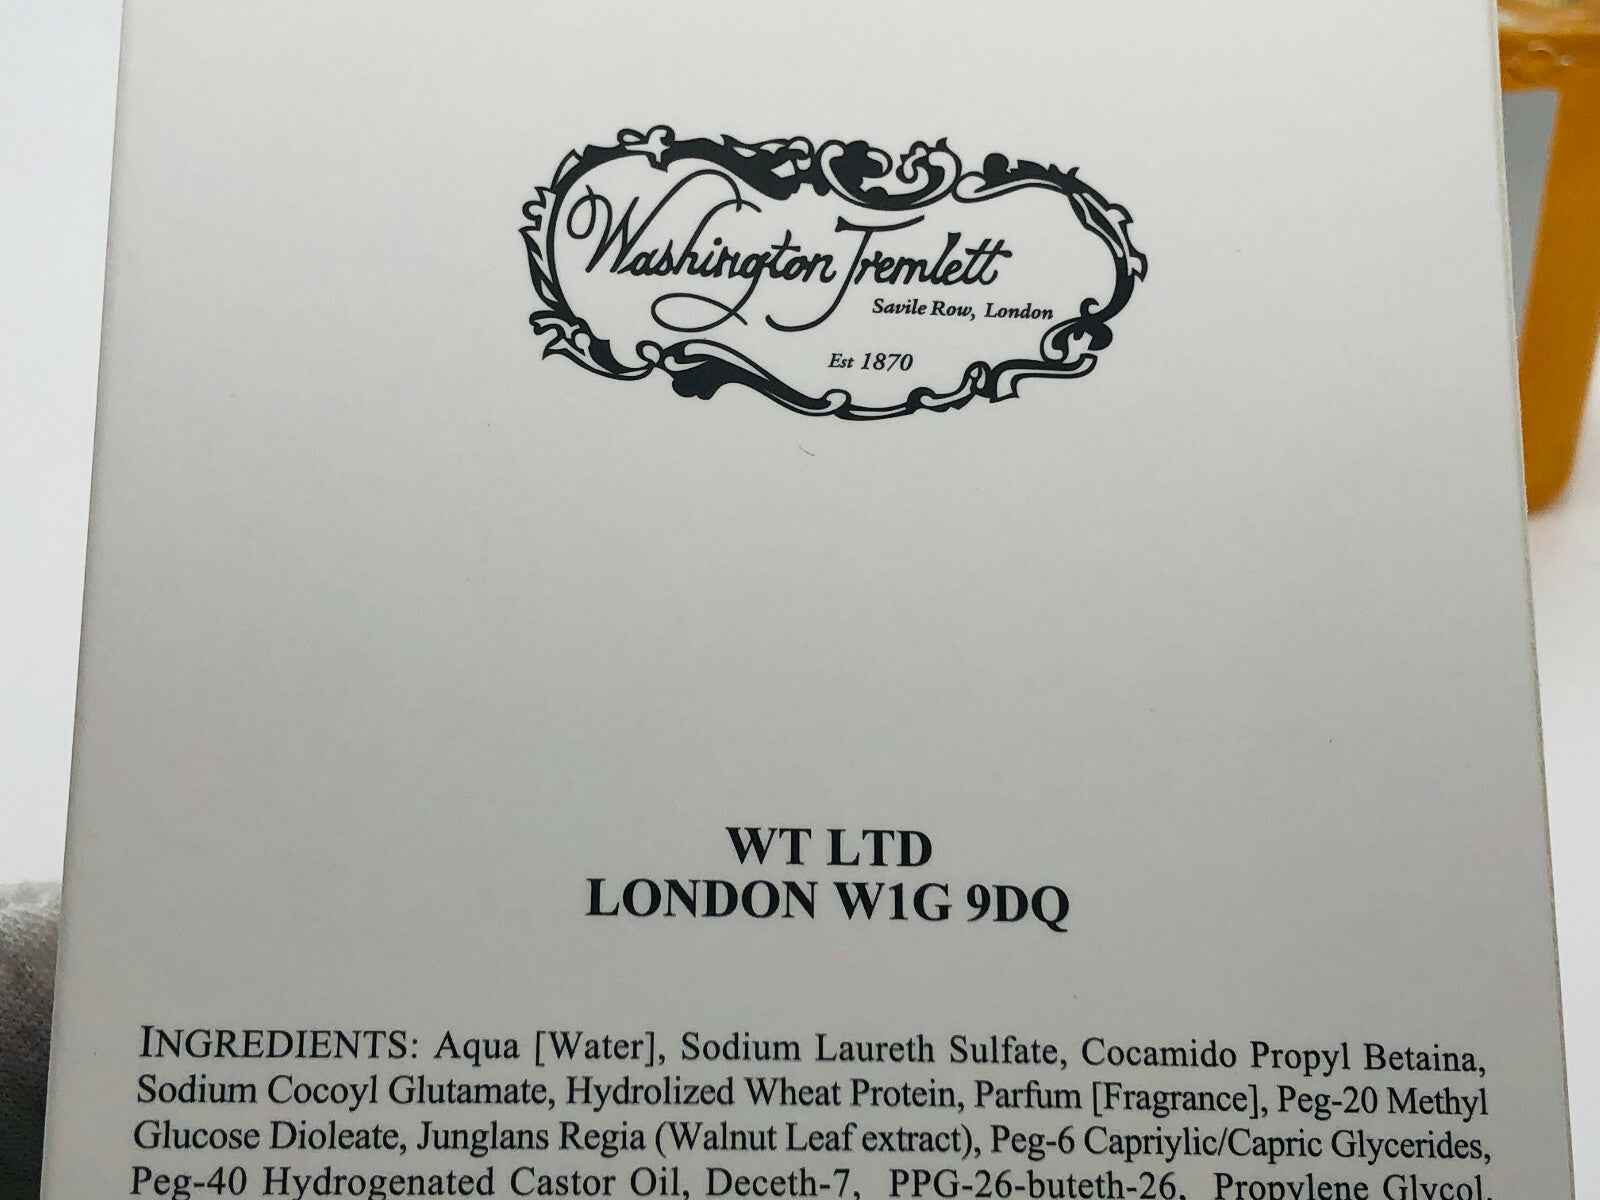 Washington Tremlett
Savile Row, London
Est 1870
WT LTD
LONDON W1G 9DQ
INGREDIENTS: Aqua [Water], Sodium Laureth Sulfate, Cocamido Propyl Betaina,
Sodium Cocoyl Glutamate, Hydrolized Wheat Protein, Parfum [Fragrance], Peg-20 Methyl
Glucose Dioleate, Junglans Regia (Walnut Leaf extract), Peg-6 Capriylic/Capric Glycerides,
Peg-40 Hydrogenated Castor Oil, Deceth-7, PPG-26-buteth-26, Propylene Glycol,